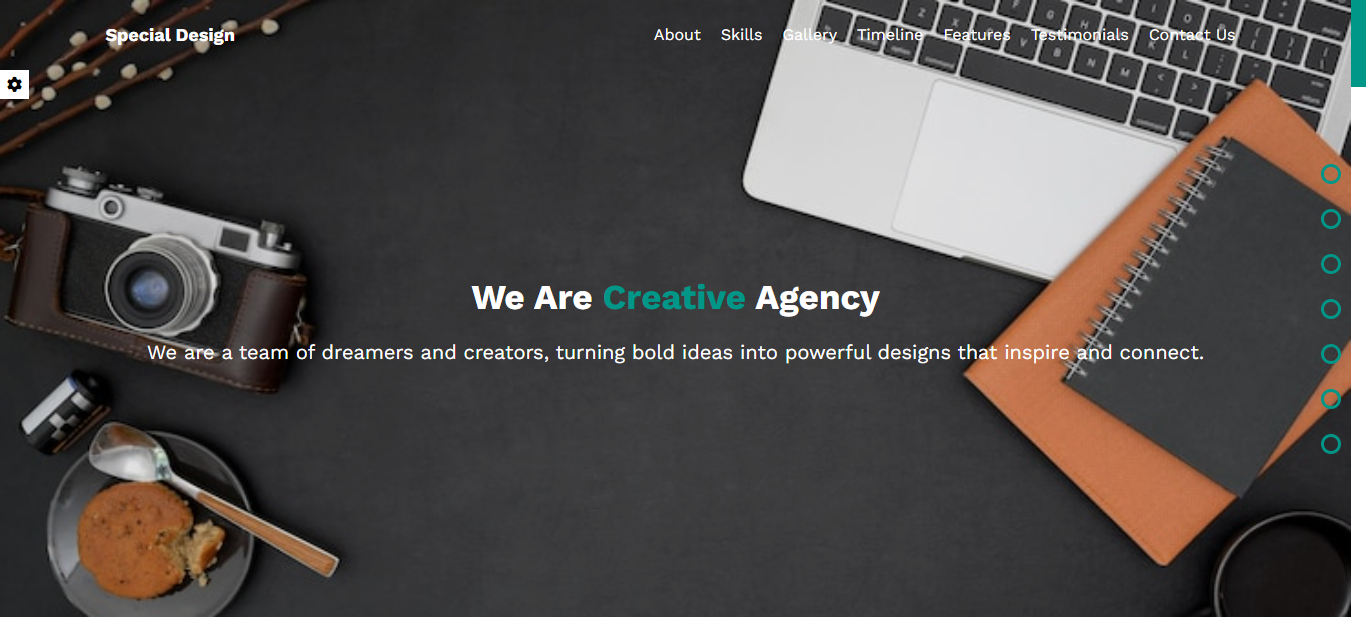 Special Design
About Skills Gallery Timeline Features Testimonials Contact Us
We Are Creative Agency
We are a team of dreamers and creators, turning bold ideas into powerful designs that inspire and connect.